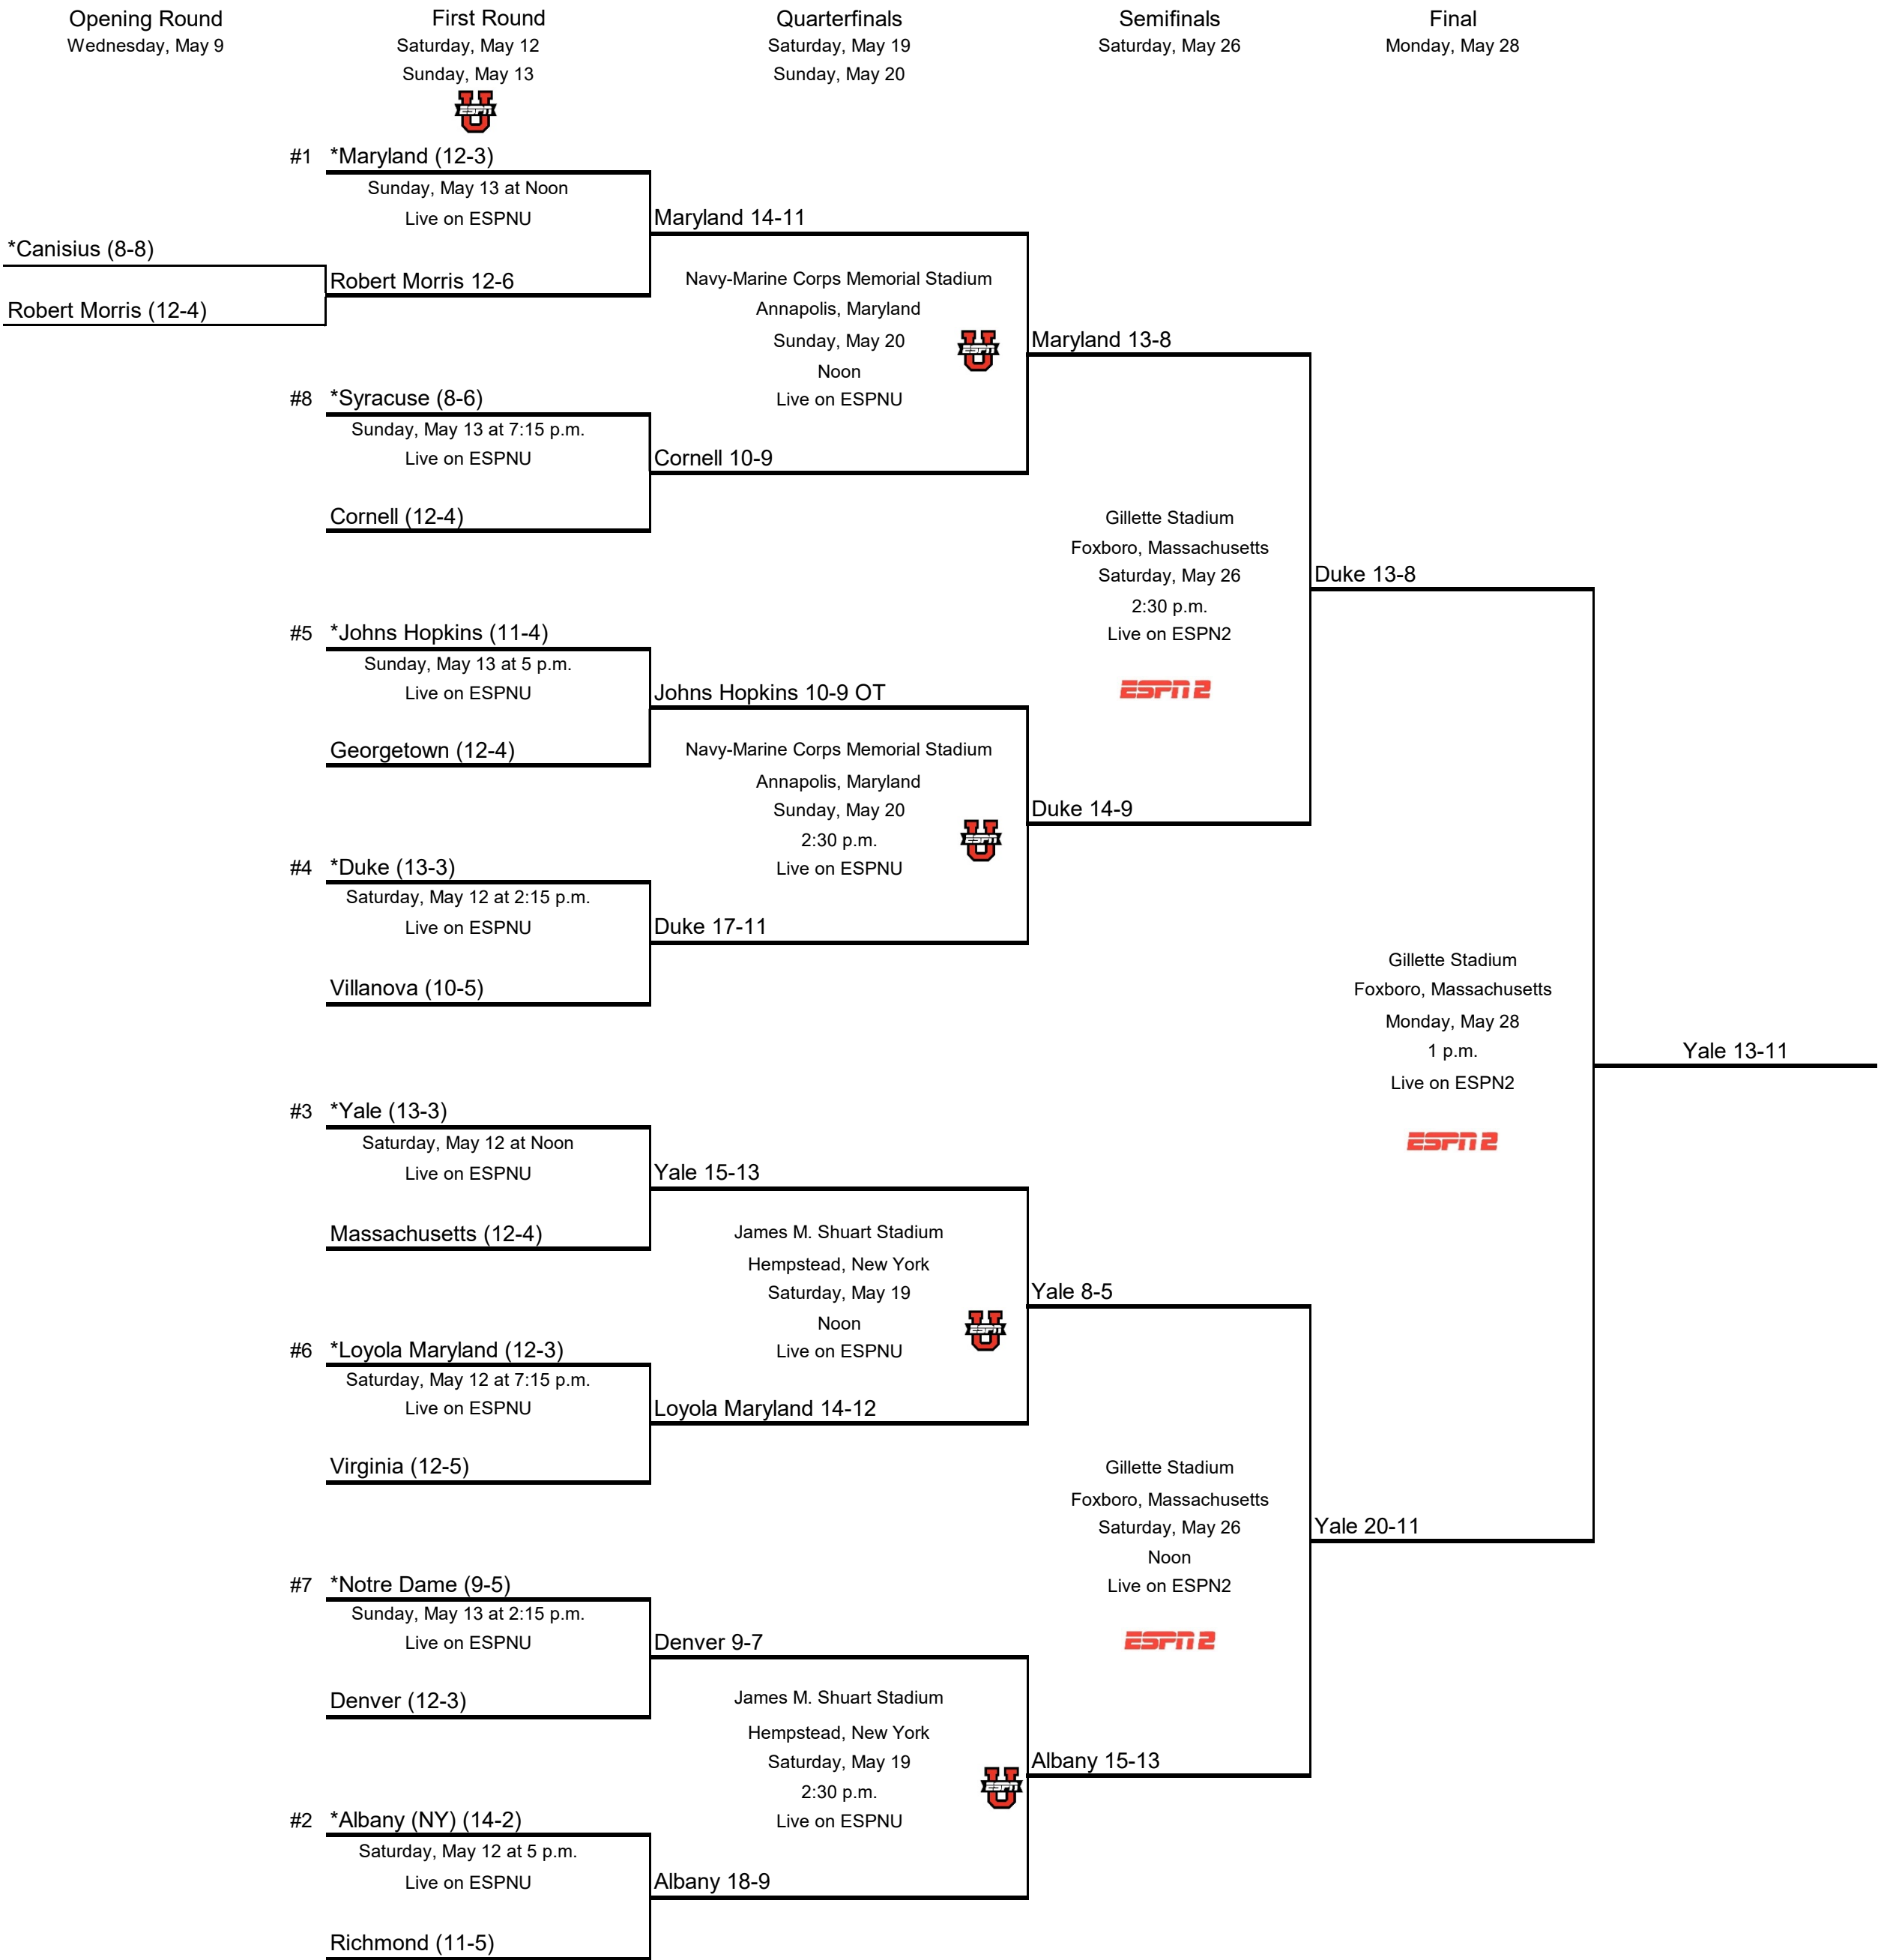 Opening Round
Wednesday, May 9
First Round
Saturday, May 12
Sunday, May 13
Quarterfinals
Saturday, May 19
Sunday, May 20
Semifinals
Saturday, May 26
Final
Monday, May 28
ESPN U
#1 *Maryland (12-3)
Sunday, May 13 at Noon
Live on ESPNU
*Canisius (8-8)
Robert Morris (12-4)
Robert Morris 12-6
Maryland 14-11
Navy-Marine Corps Memorial Stadium
Annapolis, Maryland
Sunday, May 20
Noon
Live on ESPNU
ESPN U
#8 *Syracuse (8-6)
Sunday, May 13 at 7:15 p.m.
Live on ESPNU
Cornell (12-4)
Cornell 10-9
Maryland 13-8
Gillette Stadium
Foxboro, Massachusetts
Saturday, May 26
2:30 p.m.
Live on ESPN2
ESPN 2
Duke 13-8
#5 *Johns Hopkins (11-4)
Sunday, May 13 at 5 p.m.
Live on ESPNU
Georgetown (12-4)
Johns Hopkins 10-9 OT
Navy-Marine Corps Memorial Stadium
Annapolis, Maryland
Sunday, May 20
2:30 p.m.
Live on ESPNU
ESPN U
Duke 14-9
#4 *Duke (13-3)
Saturday, May 12 at 2:15 p.m.
Live on ESPNU
Villanova (10-5)
Duke 17-11
Gillette Stadium
Foxboro, Massachusetts
Monday, May 28
1 p.m.
Live on ESPN2
ESPN 2
Yale 13-11
#3 *Yale (13-3)
Saturday, May 12 at Noon
Live on ESPNU
Massachusetts (12-4)
Yale 15-13
James M. Shuart Stadium
Hempstead, New York
Saturday, May 19
Noon
Live on ESPNU
ESPN U
Yale 8-5
#6 *Loyola Maryland (12-3)
Saturday, May 12 at 7:15 p.m.
Live on ESPNU
Virginia (12-5)
Loyola Maryland 14-12
Gillette Stadium
Foxboro, Massachusetts
Saturday, May 26
Noon
Live on ESPN2
ESPN 2
Yale 20-11
#7 *Notre Dame (9-5)
Sunday, May 13 at 2:15 p.m.
Live on ESPNU
Denver (12-3)
Denver 9-7
James M. Shuart Stadium
Hempstead, New York
Saturday, May 19
2:30 p.m.
Live on ESPNU
ESPN U
Albany 15-13
#2 *Albany (NY) (14-2)
Saturday, May 12 at 5 p.m.
Live on ESPNU
Richmond (11-5)
Albany 18-9